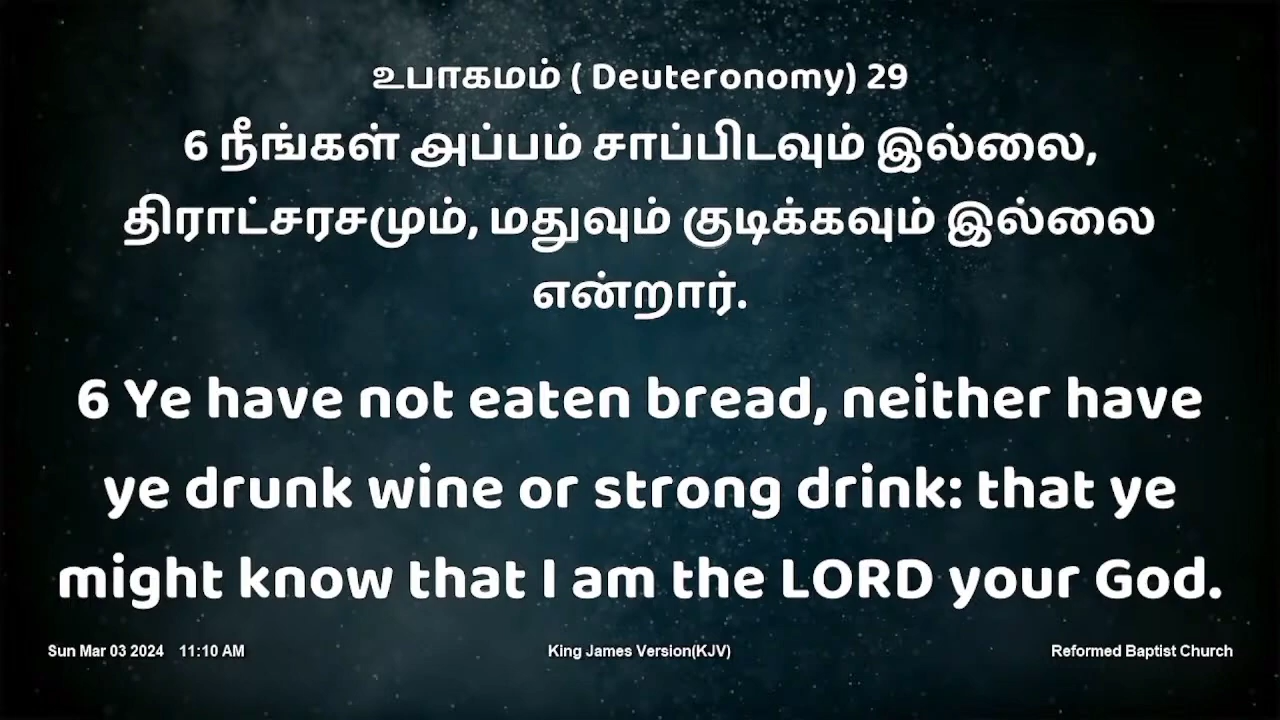 உபாகமம் ( Deuteronomy) 29
6 நீங்கள் அப்பம் சாப்பிடவும் இல்லை,
திராட்சரசமும், மதுவும் குடிக்கவும் இல்லை
என்றார்.
6 Ye have not eaten bread, neither have
ye drunk wine or strong drink: that ye
might know that I am the LORD your God.
Sun Mar 03 2024 11:10 AM King James Version(KJV) Reformed Baptist Church